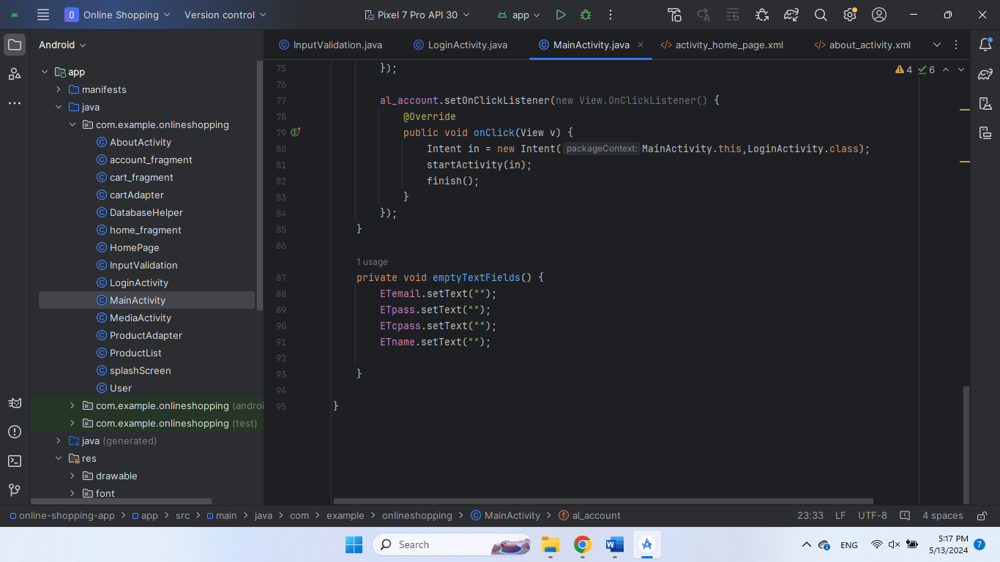 O Online Shopping Version control Pixel 7 Pro API 30 app
Android
InputValidation.java LoginActivity.java MainActivity.java activity_home_page.xml about_activity.xml
app
manifests
java
com.example.onlineshopping
AboutActivity
account_fragment
cart_fragment
cartAdapter
DatabaseHelper
home_fragment
HomePage
InputValidation
LoginActivity
MainActivity
MediaActivity
ProductAdapter
ProductList
splashScreen
User
com.example.onlineshopping (androi
com.example.onlineshopping (test)
java (generated)
res
drawable
font
4 6
75 });
76
77 al_account.setOnClickListener(new View.OnClickListener() {
78 @Override
79 public void onClick(View v) {
80 Intent in = new Intent( packageContext: MainActivity.this,LoginActivity.class);
81 startActivity(in);
82 finish();
83 }
84 });
85 }
86
1 usage
87 private void emptyTextFields() {
88 ETemail.setText("");
89 ETpass.setText("");
90 ETcpass.setText("");
91 ETname.setText("");
92
93 }
94
95 }
online-shopping-app > app > src > main > java > com > example > onlineshopping > MainActivity > al_account 23:33 LF UTF-8 4 spaces
Search
ENG
5:17 PM
5/13/2024
7